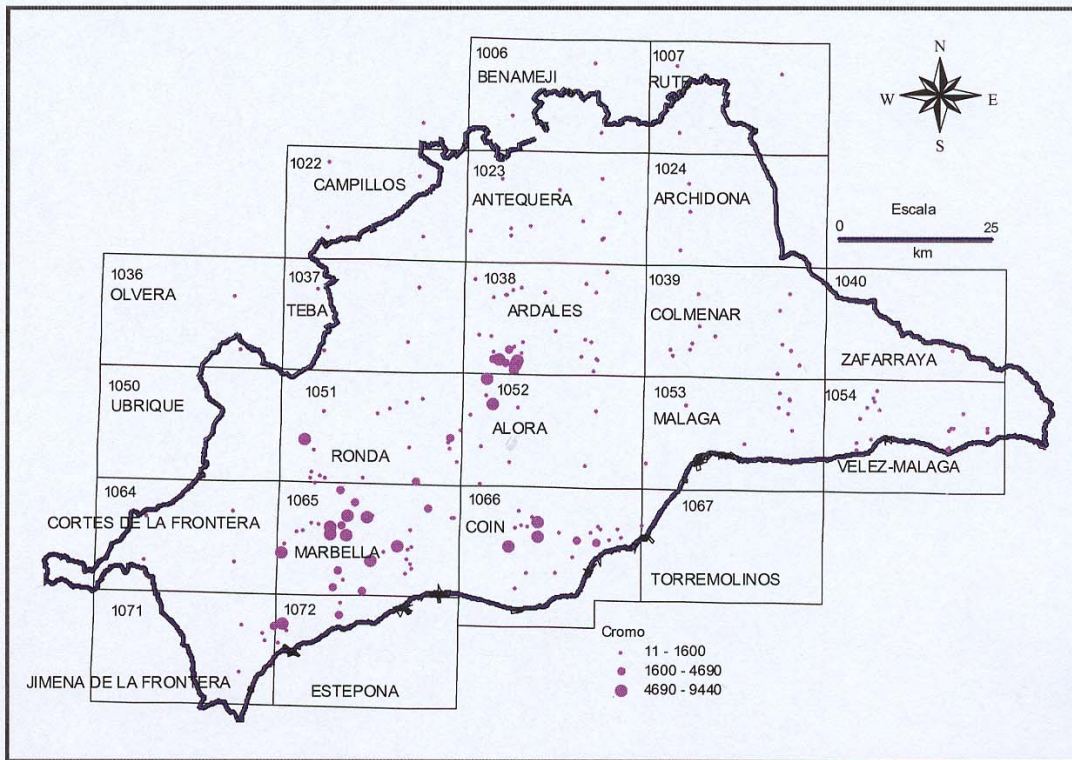 1006
BENAMEJI
1007
RUTE
N
W E
S
1022
CAMPILLOS
1023
ANTEQUERA
1024
ARCHIDONA
Escala
0 25
km
1036
OLVERA
1037
TEBA
1038
ARDALES
1039
COLMENAR
1040
ZAFARRAYA
1050
UBRIQUE
1051
RONDA
1052
ALORA
1053
MALAGA
1054
VELEZ-MALAGA
1064
CORTES DE LA FRONTERA
1065
MARBELLA
1066
COIN
1067
TORREMOLINOS
1071
JIMENA DE LA FRONTERA
1072
ESTEPONA
Cromo
11 - 1600
1600 - 4690
4690 - 9440